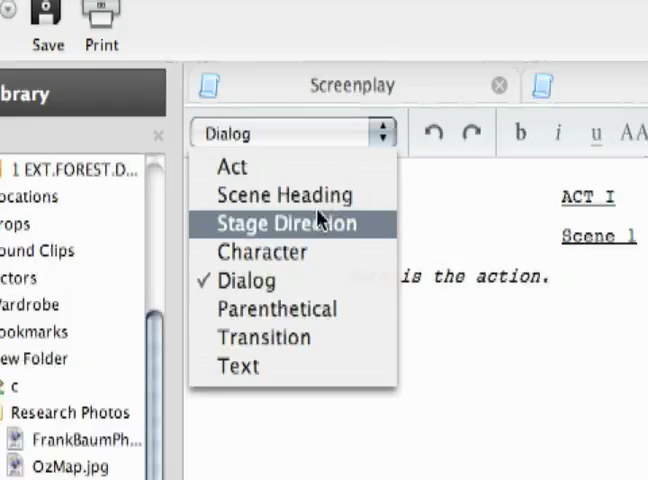 Save Print
brary
Screenplay
Dialog
b i u AA
1 EXT.FOREST.D...
ocations
rops
ound Clips
ctors
ardrobe
ookmarks
ew Folder
c
Research Photos
FrankBaumPh...
OzMap.jpg
Act
Scene Heading
Stage Direction
Character
✓ Dialog
Parenthetical
Transition
Text
ACT I
Scene 1
is the action.